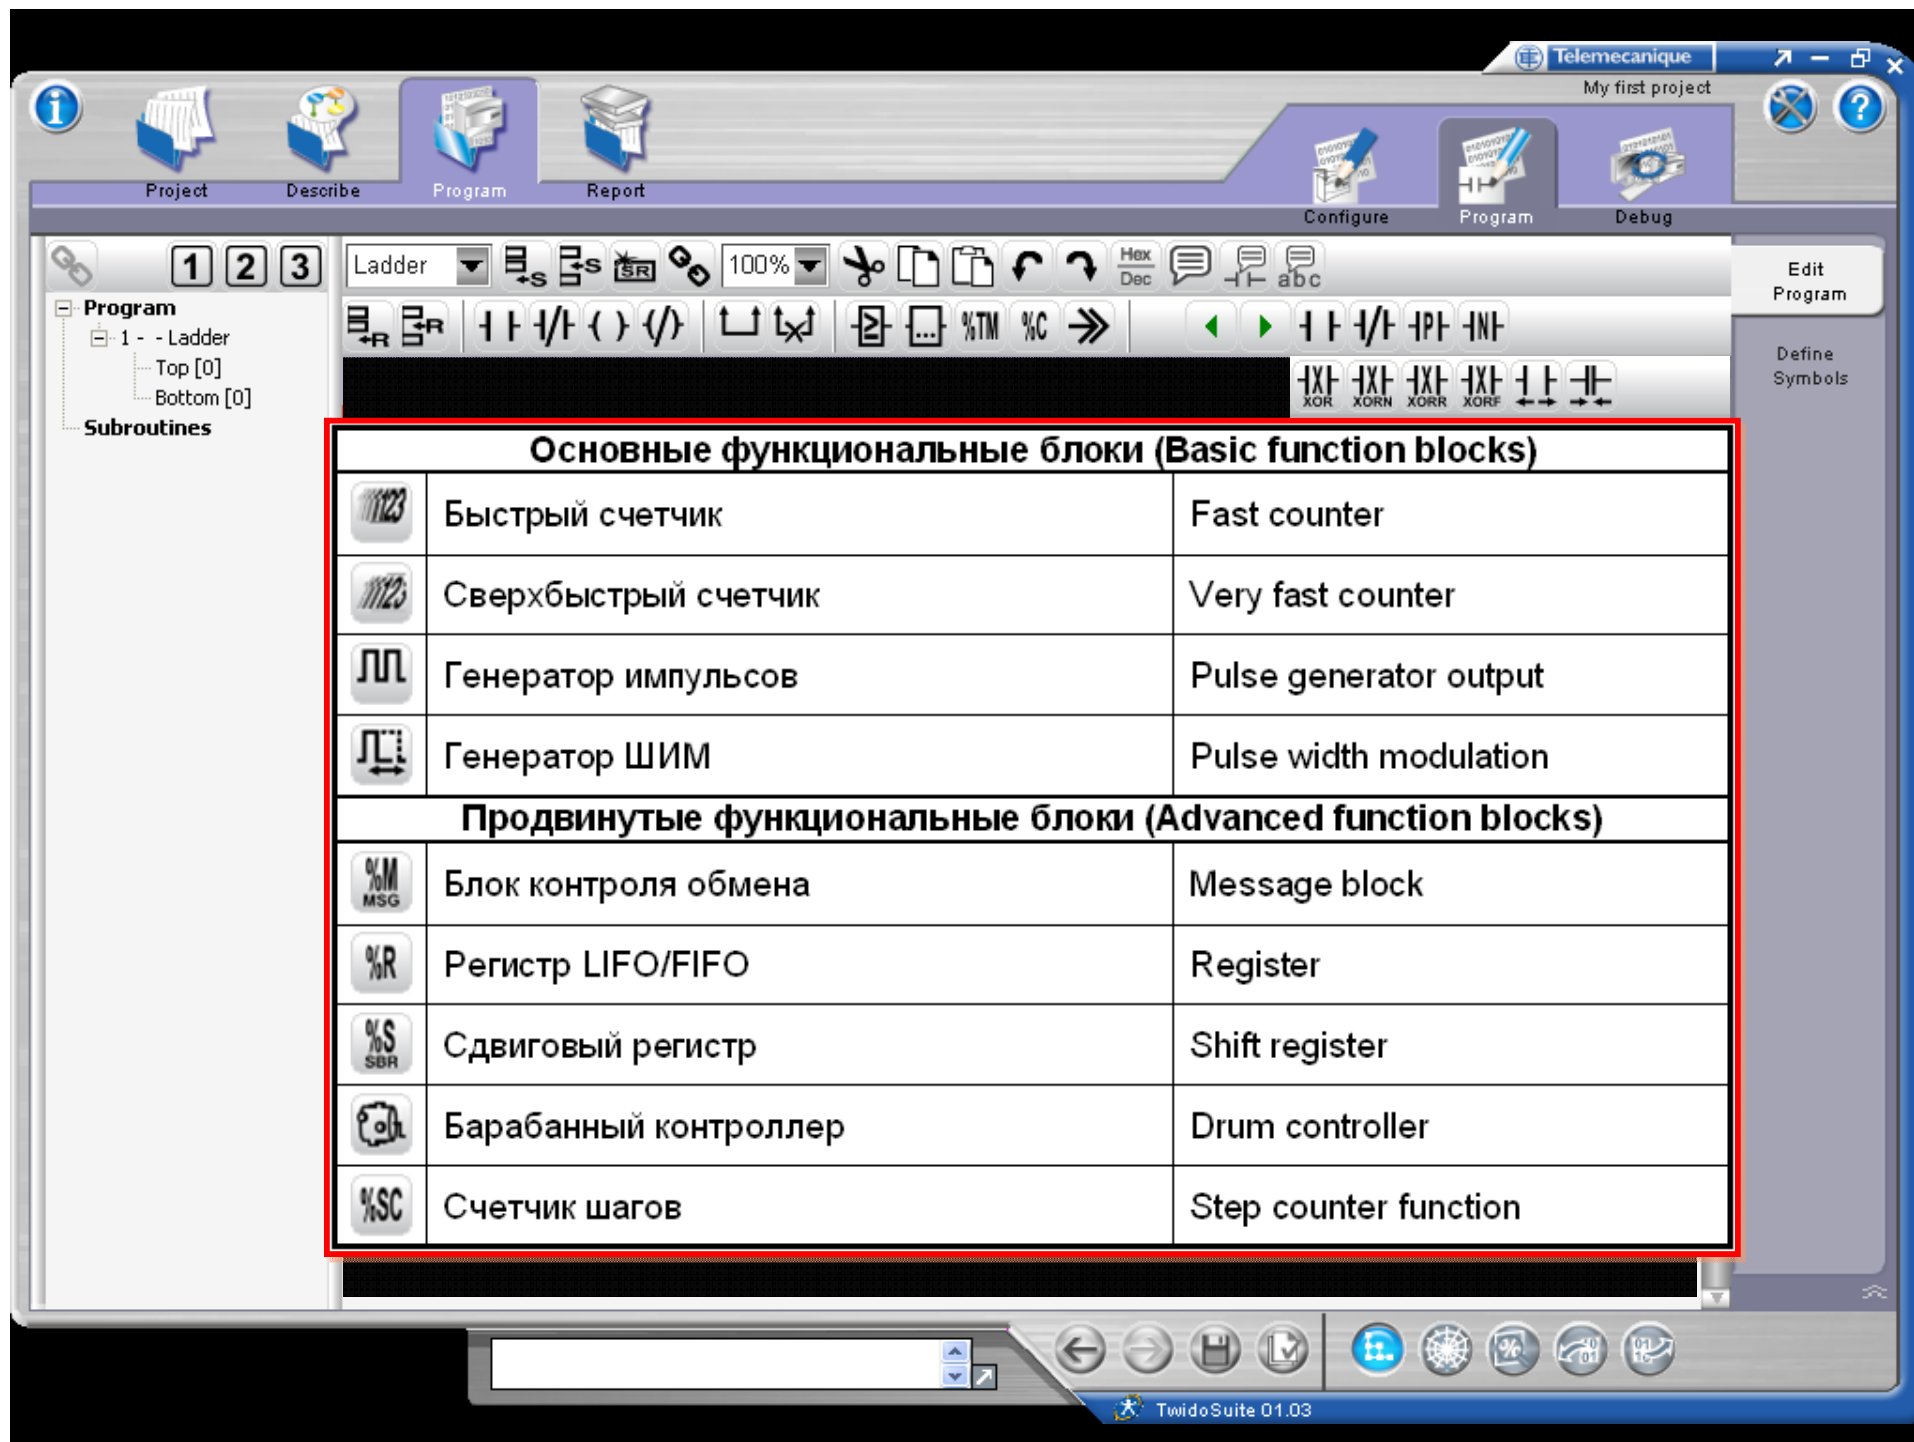 Telemecanique
My first project
Project
Describe
Program
Report
Configure
Program
Debug
1 2 3
Ladder
100%
Hex
Dec
abc
Edit
Program
Define
Symbols
Program
1 - - Ladder
Top [0]
Bottom [0]
Subroutines
%TM %C
XOR XORN XORR XORF
Основные функциональные блоки (Basic function blocks)
Быстрый счетчик Fast counter
Сверхбыстрый счетчик Very fast counter
Генератор импульсов Pulse generator output
Генератор ШИМ Pulse width modulation
Продвинутые функциональные блоки (Advanced function blocks)
%M MSG Блок контроля обмена Message block
%R Регистр LIFO/FIFO Register
%S SBR Сдвиговый регистр Shift register
Барабанный контроллер Drum controller
%SC Счетчик шагов Step counter function
TwidoSuite 01.03